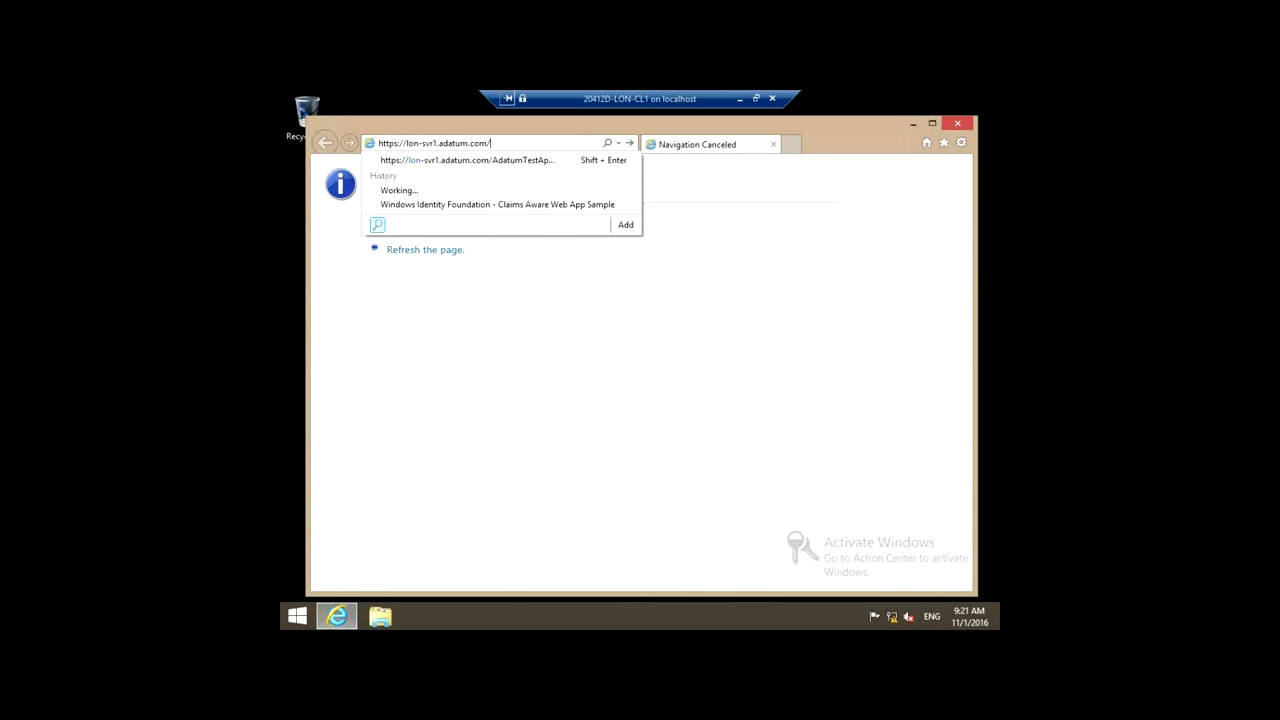 20412D-LON-CL1 on localhost
Recyc
https://lon-svr1.adatum.com/
Navigation Canceled
https://lon-svr1.adatum.com/AdatumTestAp... Shift + Enter
History
Working...
Windows Identity Foundation - Claims Aware Web App Sample
Add
Refresh the page.
Activate Windows
Go to Action Center to activate
Windows.
ENG
9:21 AM
11/1/2016